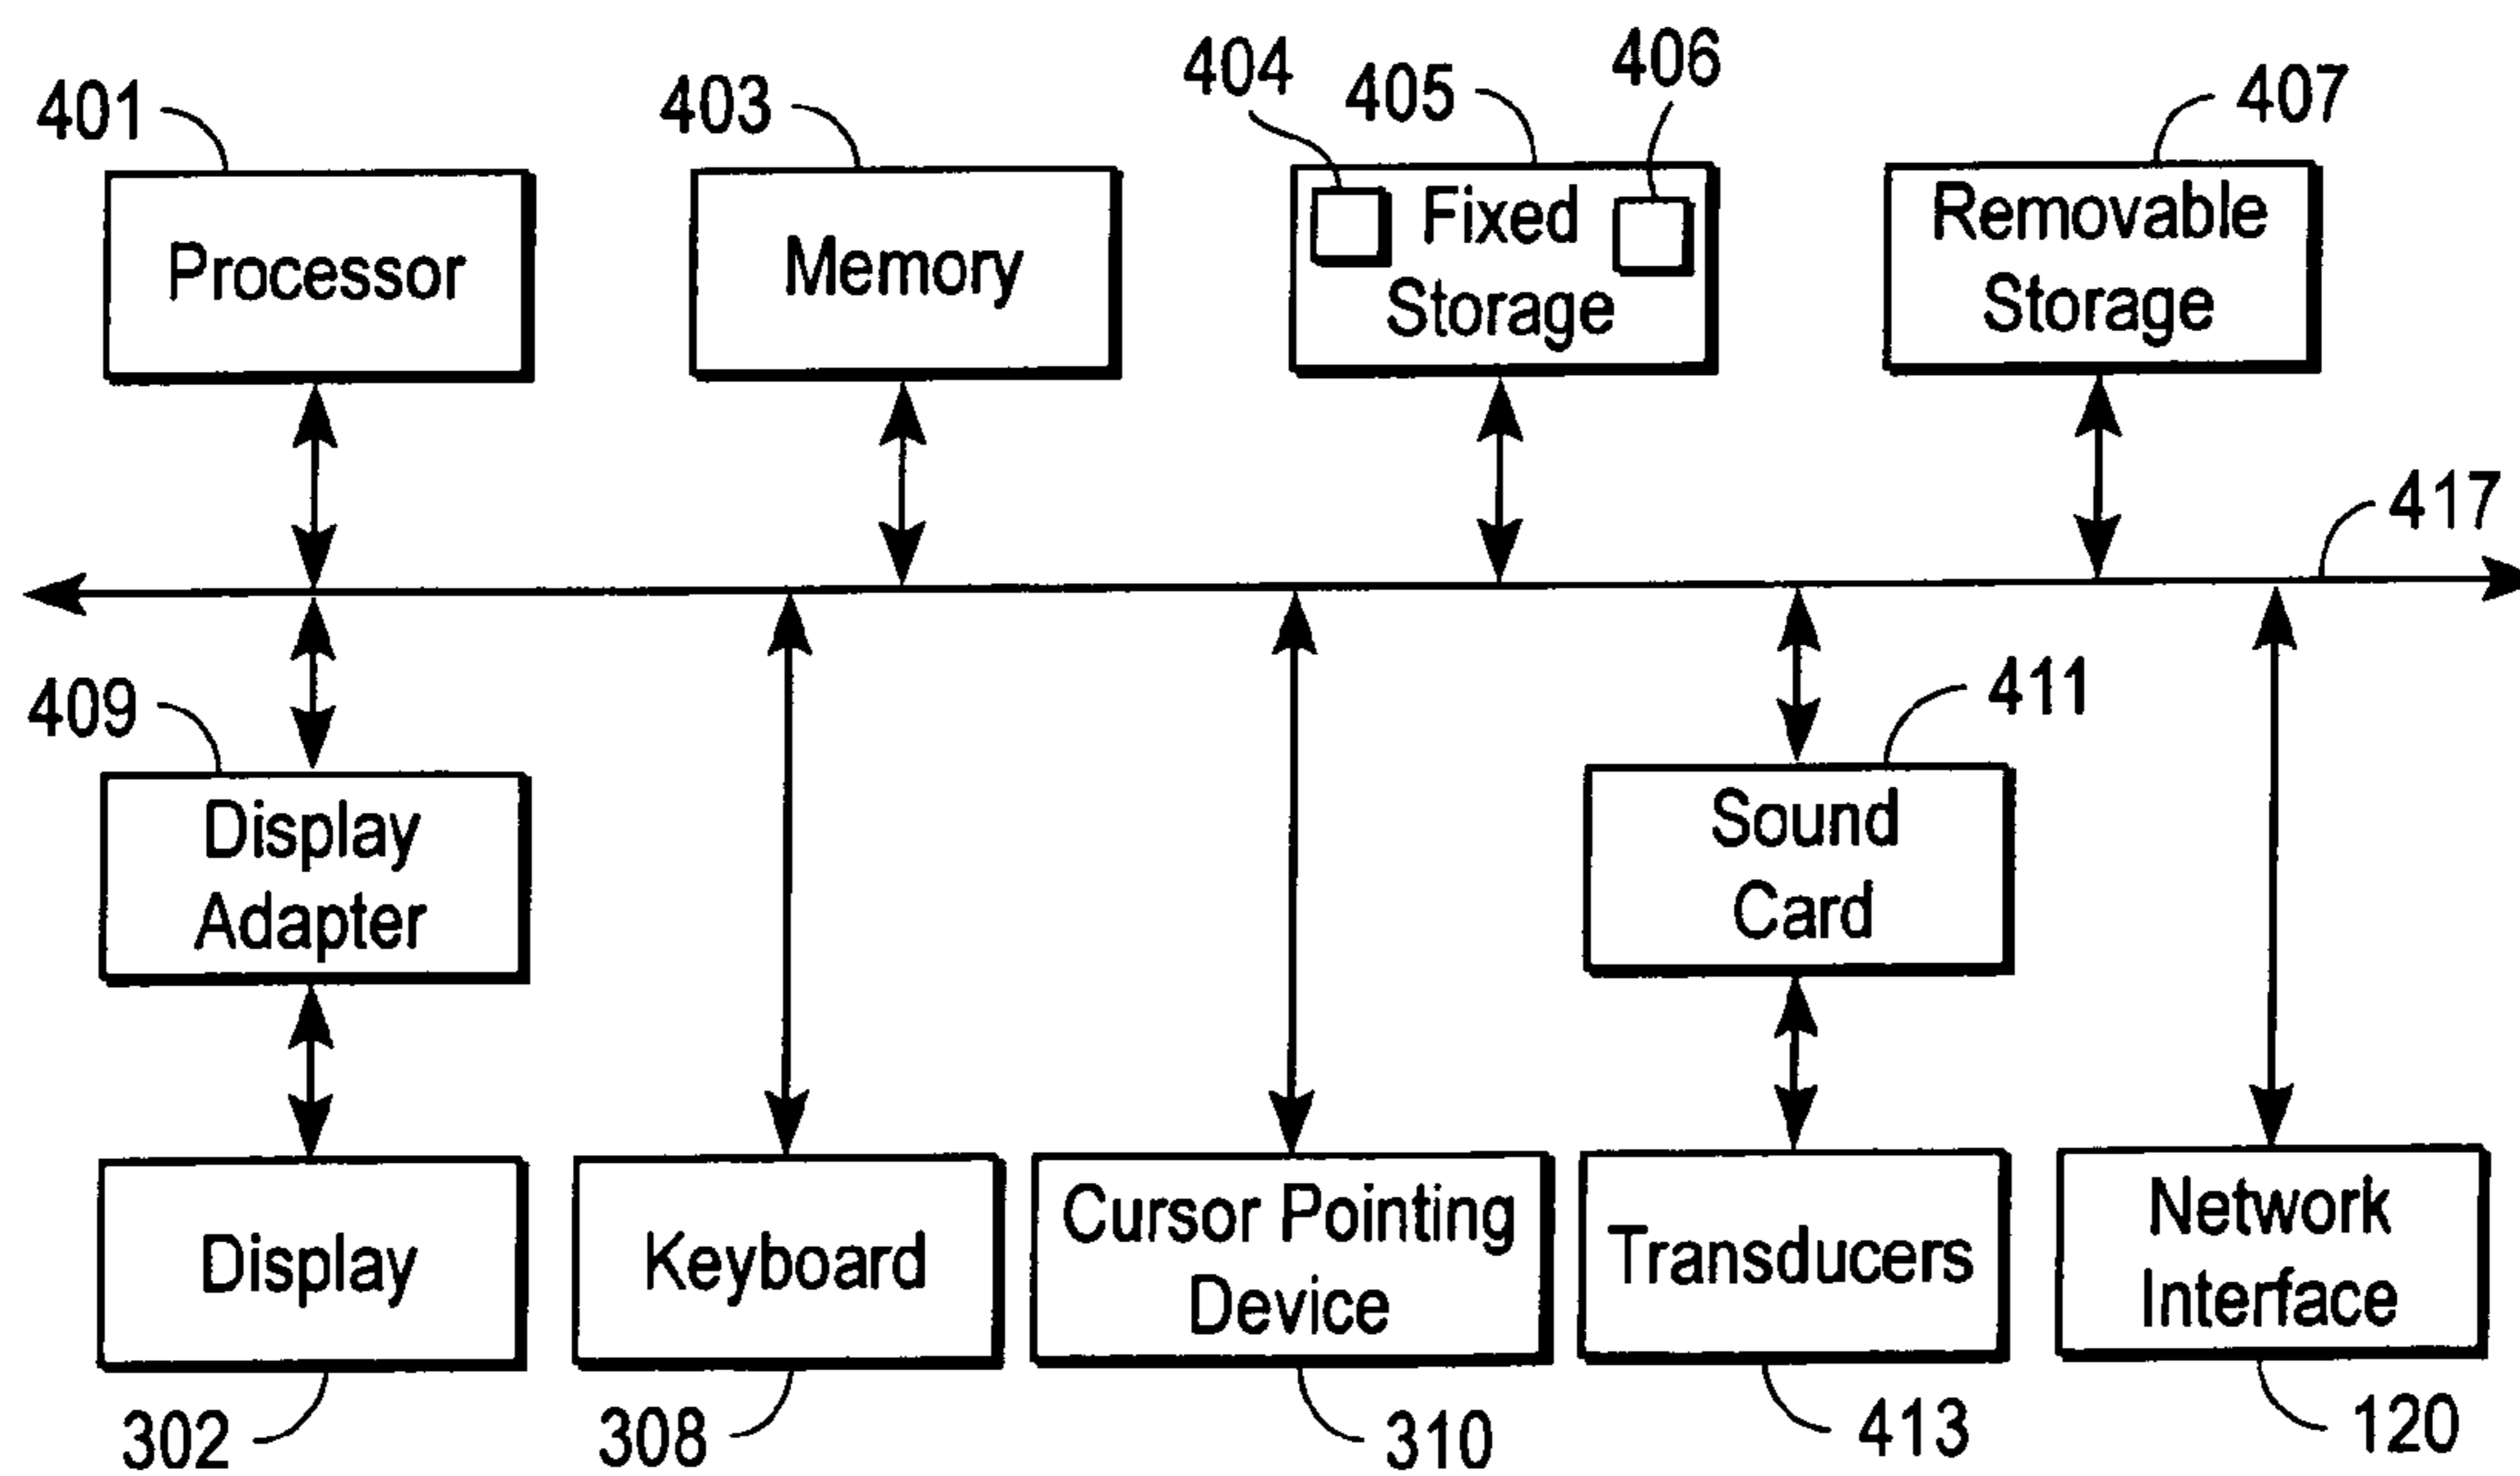 401
403
404
405
406
407
Processor
Memory
Fixed
Storage
Removable
Storage
417
409
411
Display
Adapter
Sound
Card
Display
Keyboard
Cursor Pointing
Device
Transducers
Network
Interface
302
308
310
413
120